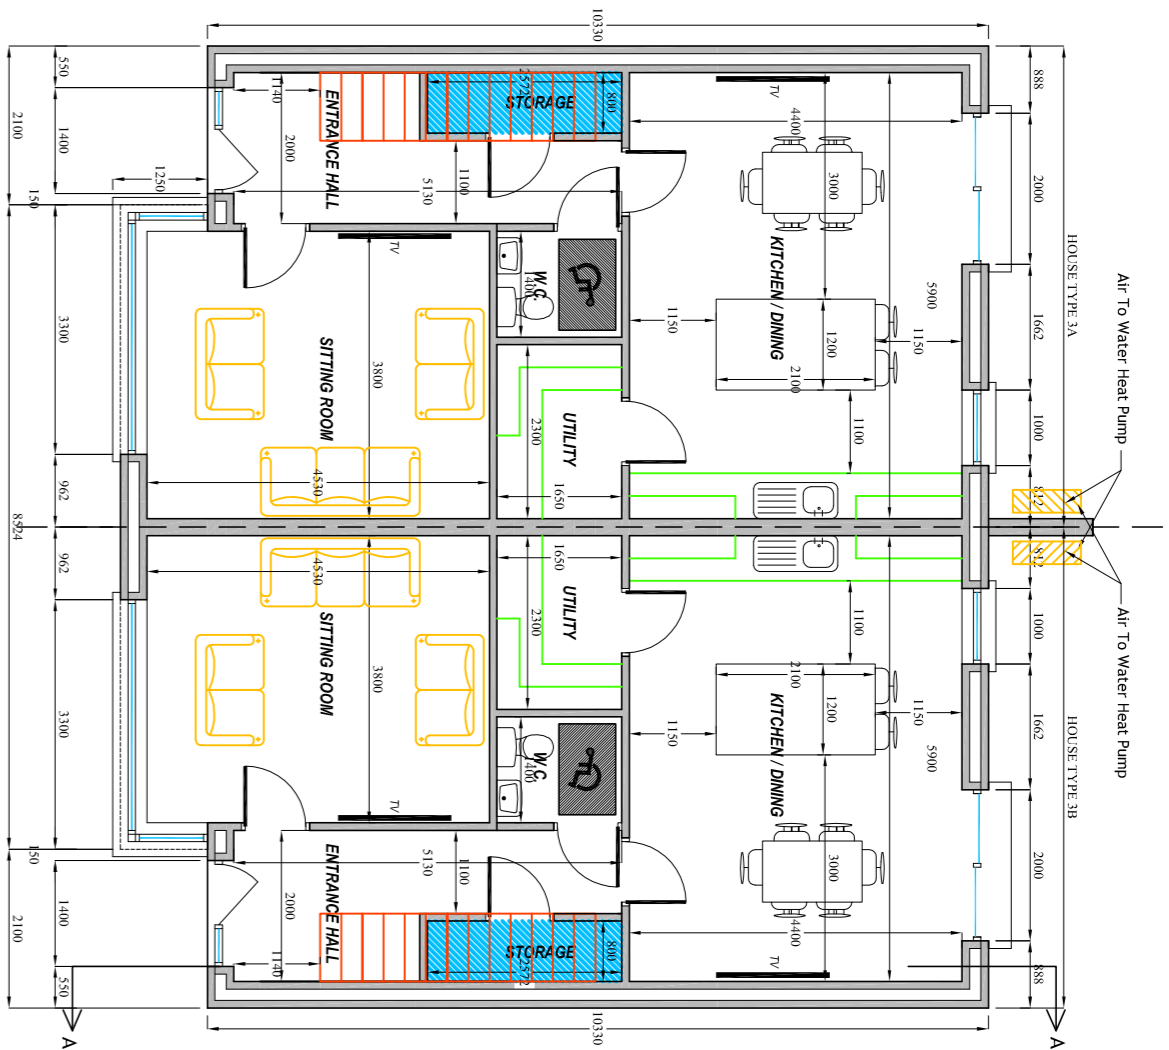 10330
550
1400
2100
150
1250
3300
962
8524
962
3300
150
1400
2100
550
A
1140
2000
ENTRANCE HALL
5130
1100
2572
STORAGE
800
TV
4400
3000
KITCHEN / DINING
5900
1150
1200
1150
2100
1100
888
2000
1662
1000
812
HOUSE TYPE 3A
Air To Water Heat Pump
TV
W.C.
1400
SITTING ROOM
3800
4530
UTILITY
2300
1650
4530
SITTING ROOM
3800
TV
1650
UTILITY
2300
W.C.
1400
1100
2100
1200
1150
1150
5900
KITCHEN / DINING
3000
4400
TV
812
1000
1662
2000
888
HOUSE TYPE 3B
Air To Water Heat Pump
5130
1100
ENTRANCE HALL
2000
1140
STORAGE
800
2572
10330
A